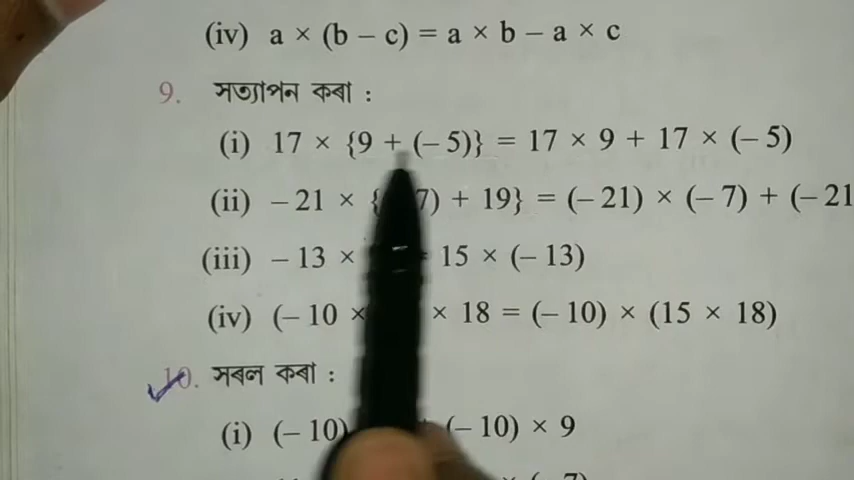 (iv) a × (b – c) = a × b – a × c
9. সত্যাপন কৰা :
(i) 17 × {9 + (– 5)} = 17 × 9 + 17 × (– 5)
(ii) – 21 × { 7) + 19} = (– 21) × (– 7) + (– 21
(iii) – 13 × = 15 × (– 13)
(iv) (– 10 × × 18 = (– 10) × (15 × 18)
10. সৰল কৰা :
(i) (– 10) (– 10) × 9